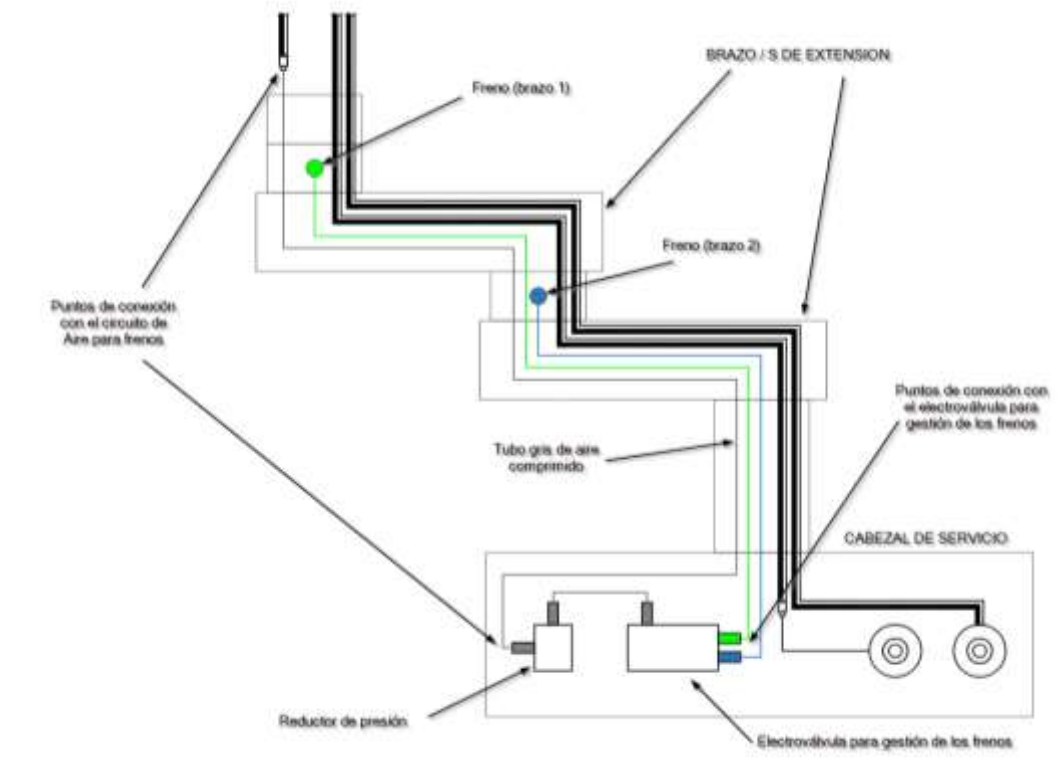 BRAZO / S DE EXTENSION
Freno (brazo 1)
Freno (brazo 2)
Puntos de conexión
con el circuito de
Aire para frenos
Puntos de conexión con
el electroválvula para
gestión de los frenos
Tubo gris de aire
comprimido
CABEZAL DE SERVICIO
Reductor de presión
Electroválvula para gestión de los frenos